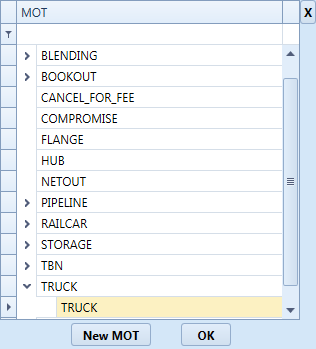 MOT X
BLENDING
BOOKOUT
CANCEL_FOR_FEE
COMPROMISE
FLANGE
HUB
NETOUT
PIPELINE
RAILCAR
STORAGE
TBN
TRUCK
TRUCK
New MOT OK